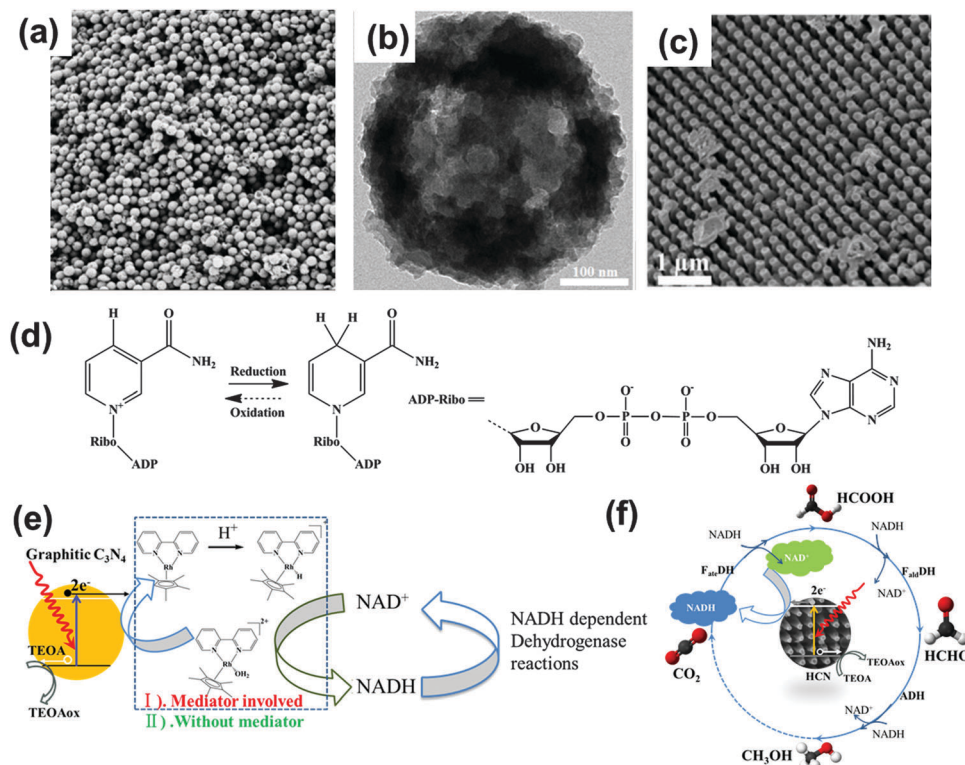 (a)
(b)
(c)
100 nm
1 μm
(d)
H
O
NH₂
N⁺
Ribo
ADP
Reduction
Oxidation
H
H
O
NH₂
N
Ribo
ADP
ADP-Ribo
O
OH
OH
O
O⁻
P
O
O
O⁻
P
O
O
O
OH
OH
NH₂
N
N
N
N
(e)
Graphitic C₃N₄
2e⁻
TEOA
TEOAox
N
N
Rh
H⁺
N
N
Rh
H
N
N
2+
Rh
OH₂
Ⅰ). Mediator involved
Ⅱ).Without mediator
NAD⁺
NADH
NADH dependent
Dehydrogenase
reactions
(f)
HCOOH
NADH
NAD⁺
FateDH
NADH
FaldDH
NAD⁺
2e⁻
HCN
TEOA
TEOAox
HCHO
CO₂
ADH
NAD⁺
NADH
CH₃OH